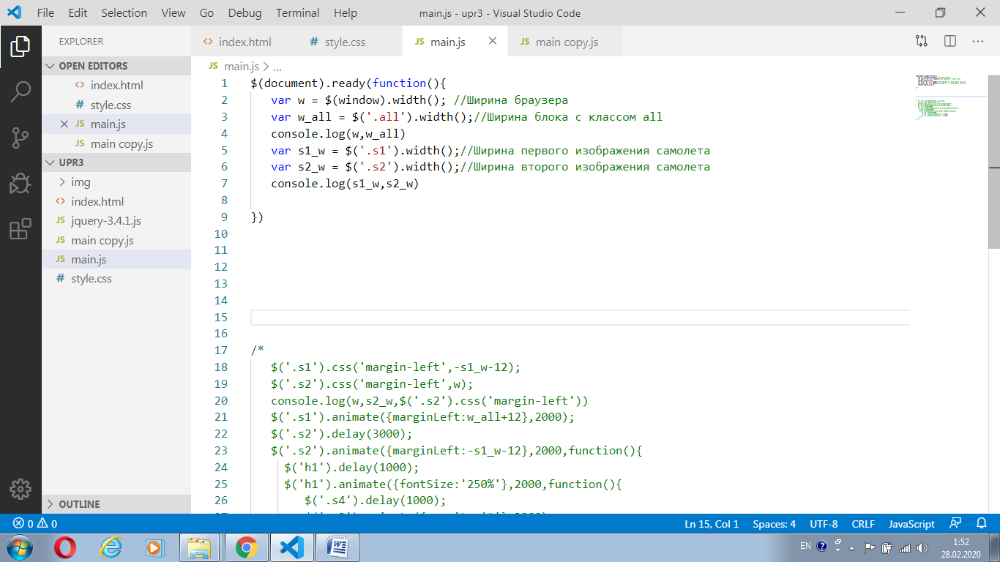 File Edit Selection View Go Debug Terminal Help main.js - upr3 - Visual Studio Code
EXPLORER
OPEN EDITORS
index.html
style.css
main.js
main copy.js
UPR3
img
index.html
jquery-3.4.1.js
main copy.js
main.js
style.css
OUTLINE
index.html style.css main.js main copy.js
main.js > ...
1 $(document).ready(function(){
2 var w = $(window).width(); //Ширина браузера
3 var w_all = $('.all').width();//Ширина блока с классом all
4 console.log(w,w_all)
5 var s1_w = $('.s1').width();//Ширина первого изображения самолета
6 var s2_w = $('.s2').width();//Ширина второго изображения самолета
7 console.log(s1_w,s2_w)
8
9 })
10
11
12
13
14
15
16
17 /*
18 $('.s1').css('margin-left',-s1_w-12);
19 $('.s2').css('margin-left',w);
20 console.log(w,s2_w,$('.s2').css('margin-left'))
21 $('.s1').animate({marginLeft:w_all+12},2000);
22 $('.s2').delay(3000);
23 $('.s2').animate({marginLeft:-s1_w-12},2000,function(){
24 $('h1').delay(1000);
25 $('h1').animate({fontSize:'250%'},2000,function(){
26 $('.s4').delay(1000);
0 0 Ln 15, Col 1 Spaces: 4 UTF-8 CRLF JavaScript
EN 1:52
28.02.2020